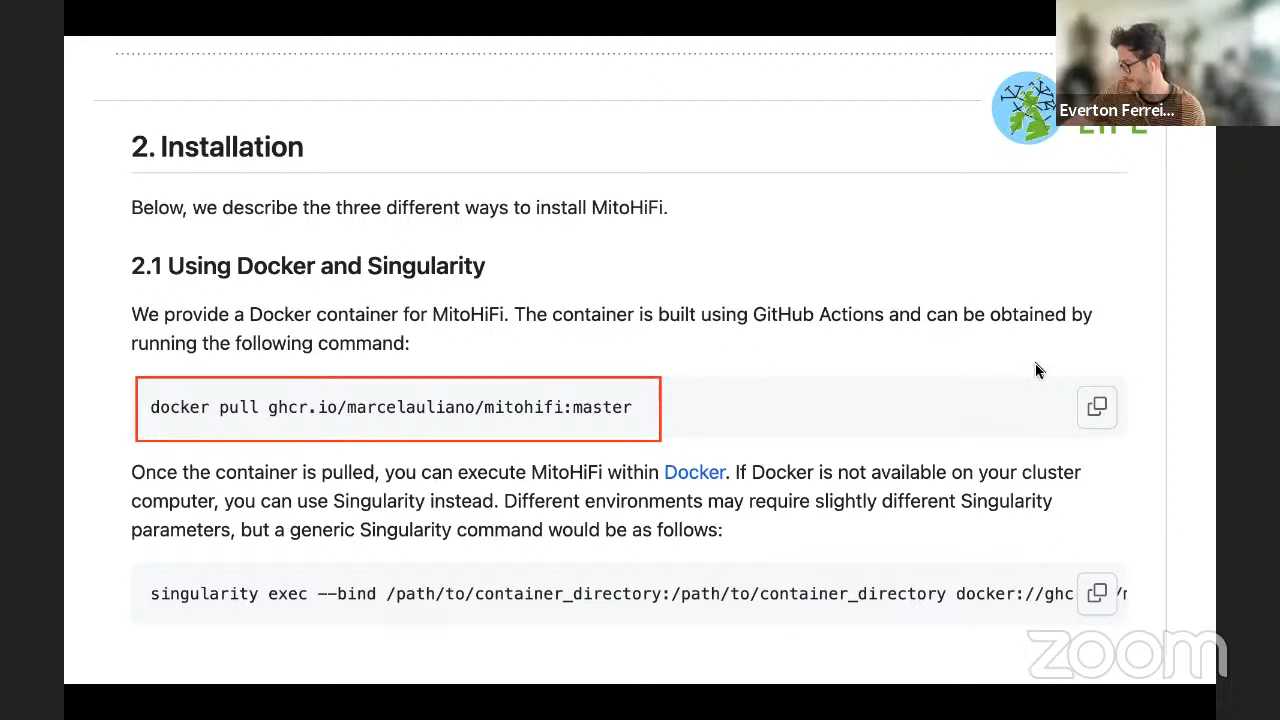 Everton Ferrei...
LIFE
2. Installation
Below, we describe the three different ways to install MitoHiFi.
2.1 Using Docker and Singularity
We provide a Docker container for MitoHiFi. The container is built using GitHub Actions and can be obtained by
running the following command:
docker pull ghcr.io/marcelauliano/mitohifi:master
Once the container is pulled, you can execute MitoHiFi within Docker. If Docker is not available on your cluster
computer, you can use Singularity instead. Different environments may require slightly different Singularity
parameters, but a generic Singularity command would be as follows:
singularity exec --bind /path/to/container_directory:/path/to/container_directory docker://ghc
zoom